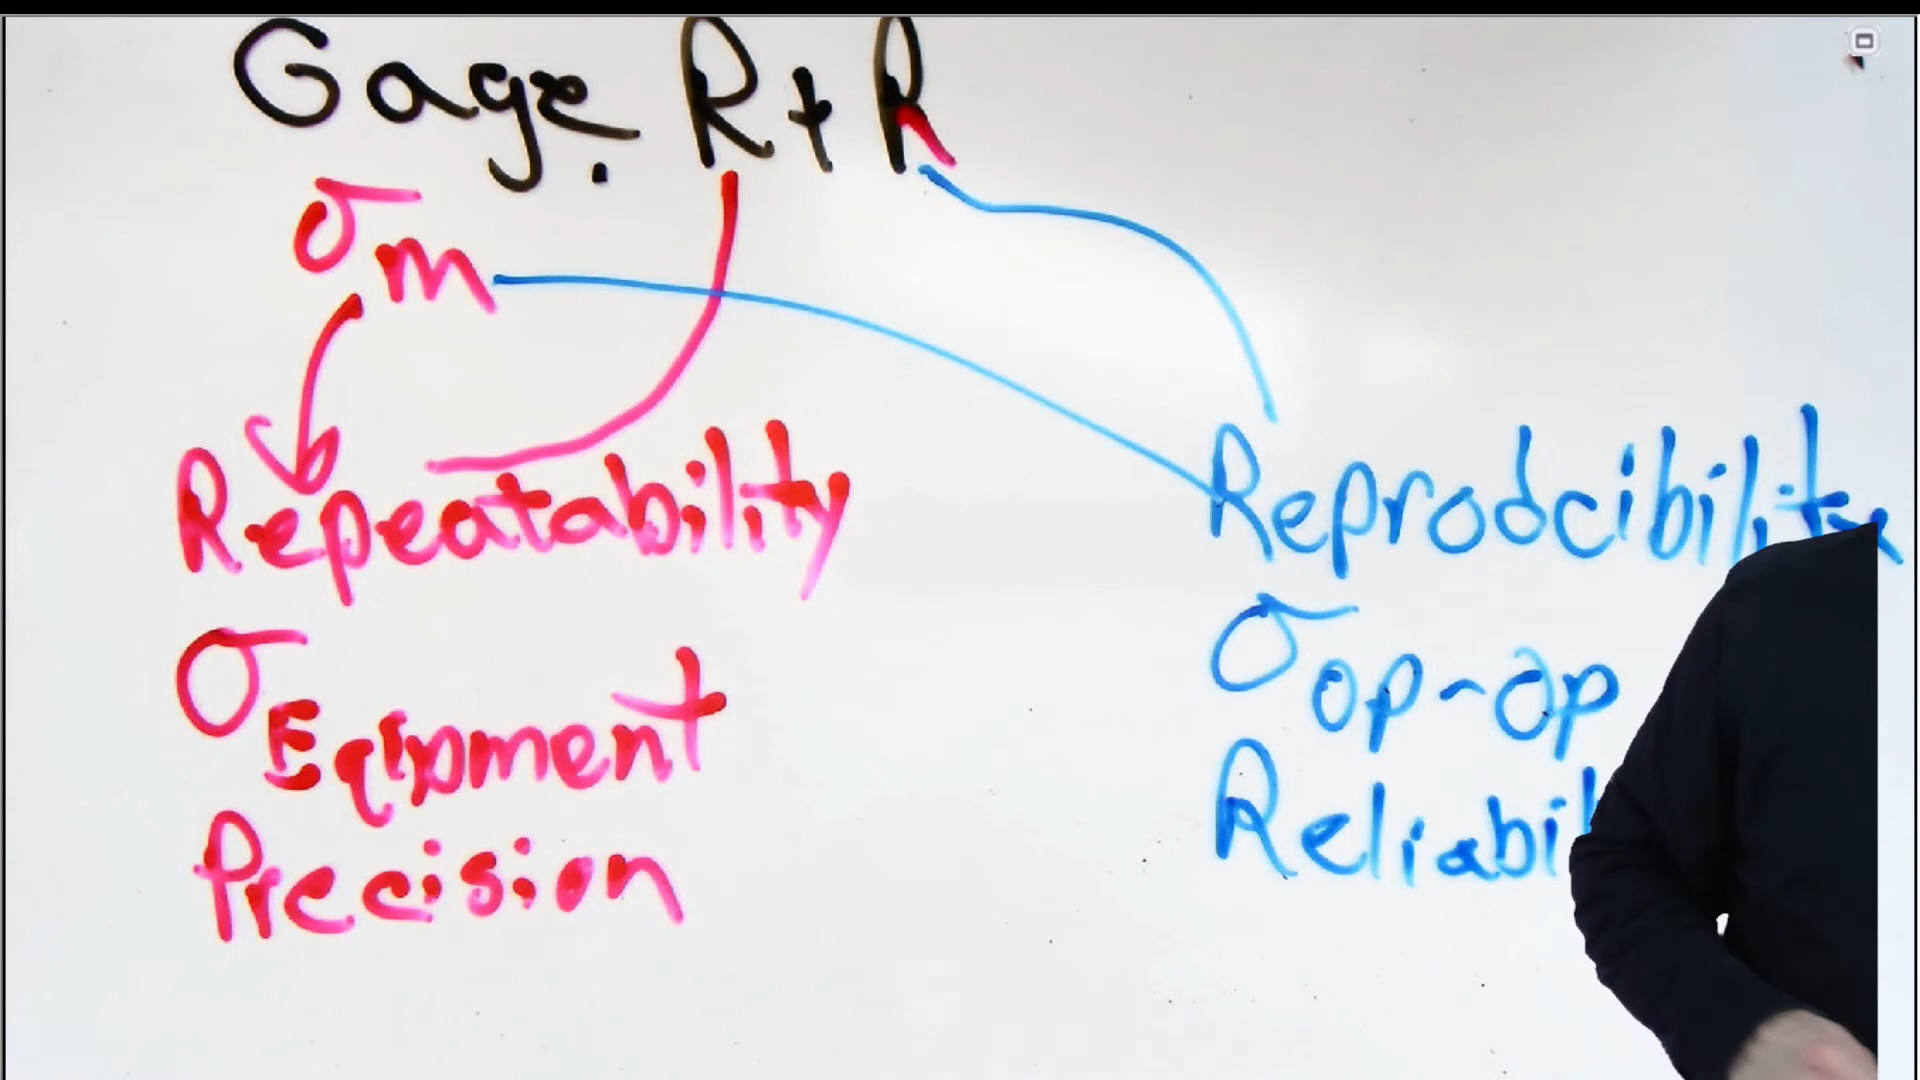 Gage R+R
σm
Repeatability
Reprodcibility
σEquipment
σop-op
Precision